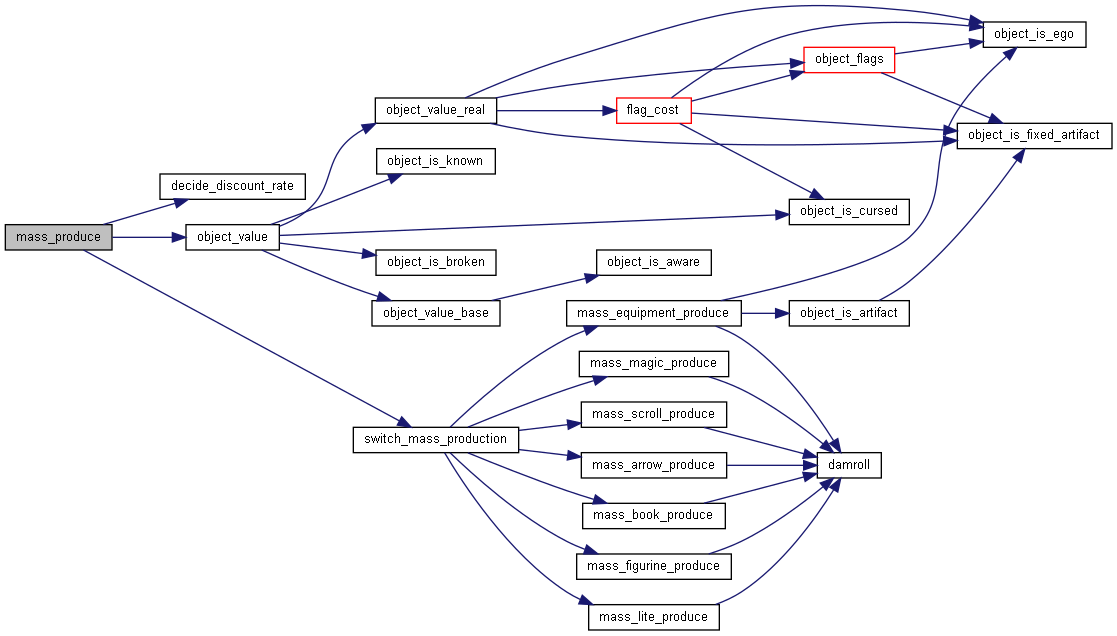 object_is_ego
object_flags
object_value_real
flag_cost
object_is_fixed_artifact
object_is_known
decide_discount_rate
object_is_cursed
mass_produce
object_value
object_is_broken
object_is_aware
object_value_base
mass_equipment_produce
object_is_artifact
mass_magic_produce
mass_scroll_produce
switch_mass_production
mass_arrow_produce
damroll
mass_book_produce
mass_figurine_produce
mass_lite_produce